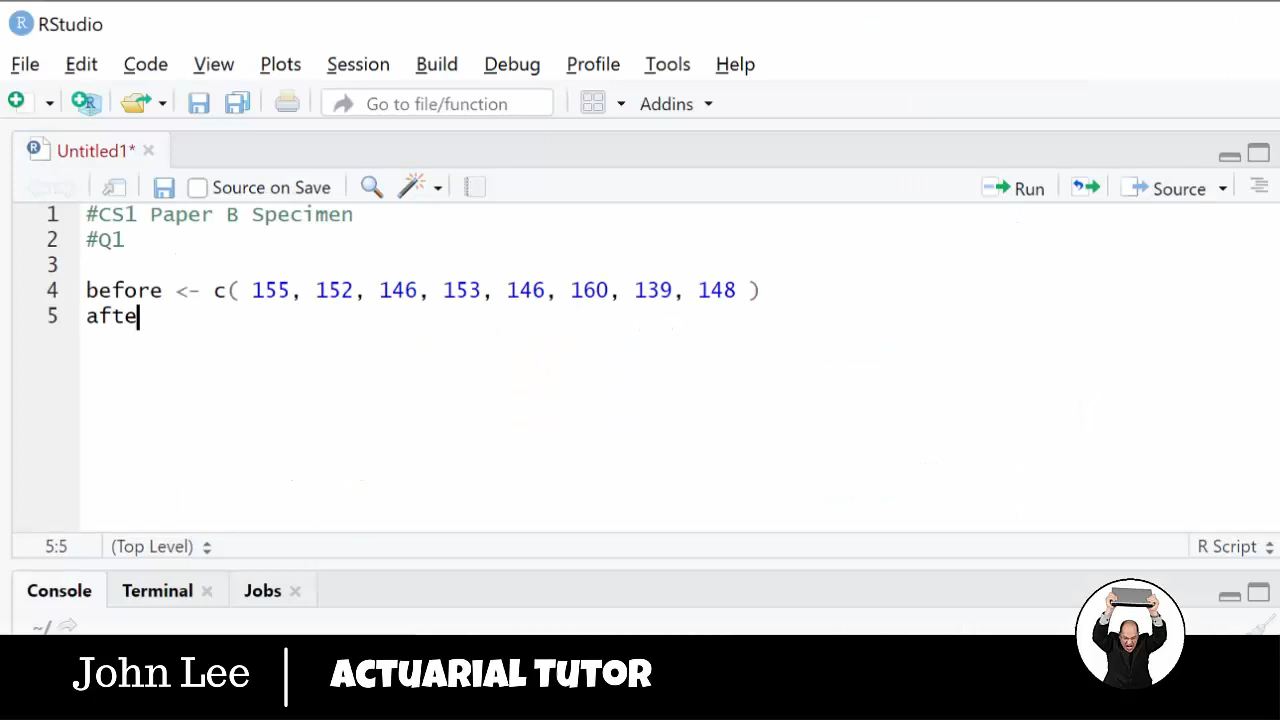 RStudio
File Edit Code View Plots Session Build Debug Profile Tools Help
Go to file/function Addins
Untitled1*
Source on Save Run Source
1 #CS1 Paper B Specimen
2 #Q1
3
4 before <- c( 155, 152, 146, 153, 146, 160, 139, 148 )
5 afte
5:5 (Top Level) R Script
Console Terminal Jobs
~/
John Lee | ACTUARIAL TUTOR